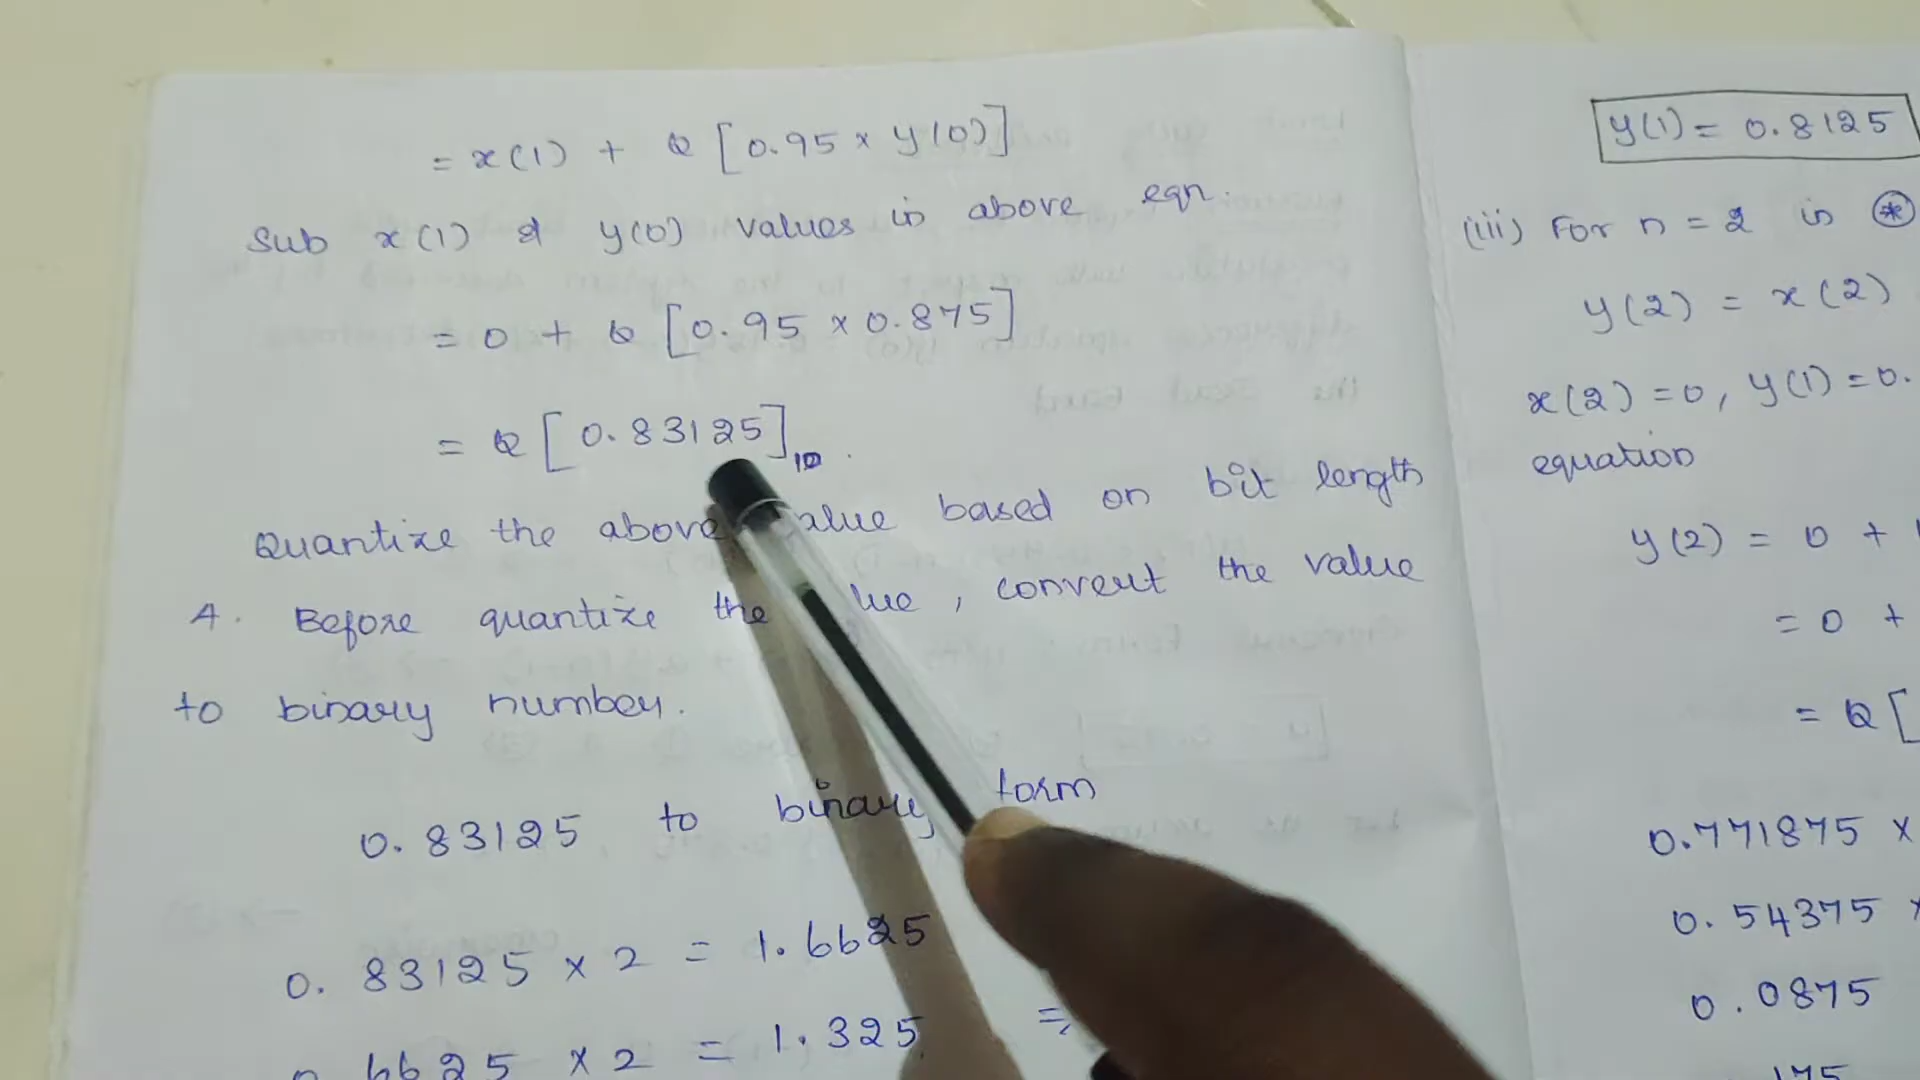 = x(1) + Q [0.95 × y(0)]
Sub x(1) & y(0) values in above eqn.
= 0 + Q [0.95 × 0.875]
= Q [0.83125]10.
Quantize the above value based on bit length
4. Before quantize the lue, convert the value
to binary number.
0.83125 to binary form
0.83125 × 2 = 1.6625
0.6625 × 2 = 1.325 ⇒
y(1) = 0.8125
(iii) For n = 2 in *
y(2) = x(2)
x(2) = 0, y(1) = 0.
equation
y(2) = 0 +
= 0 +
= Q [
0.771875 ×
0.54375 ×
0.0875
175